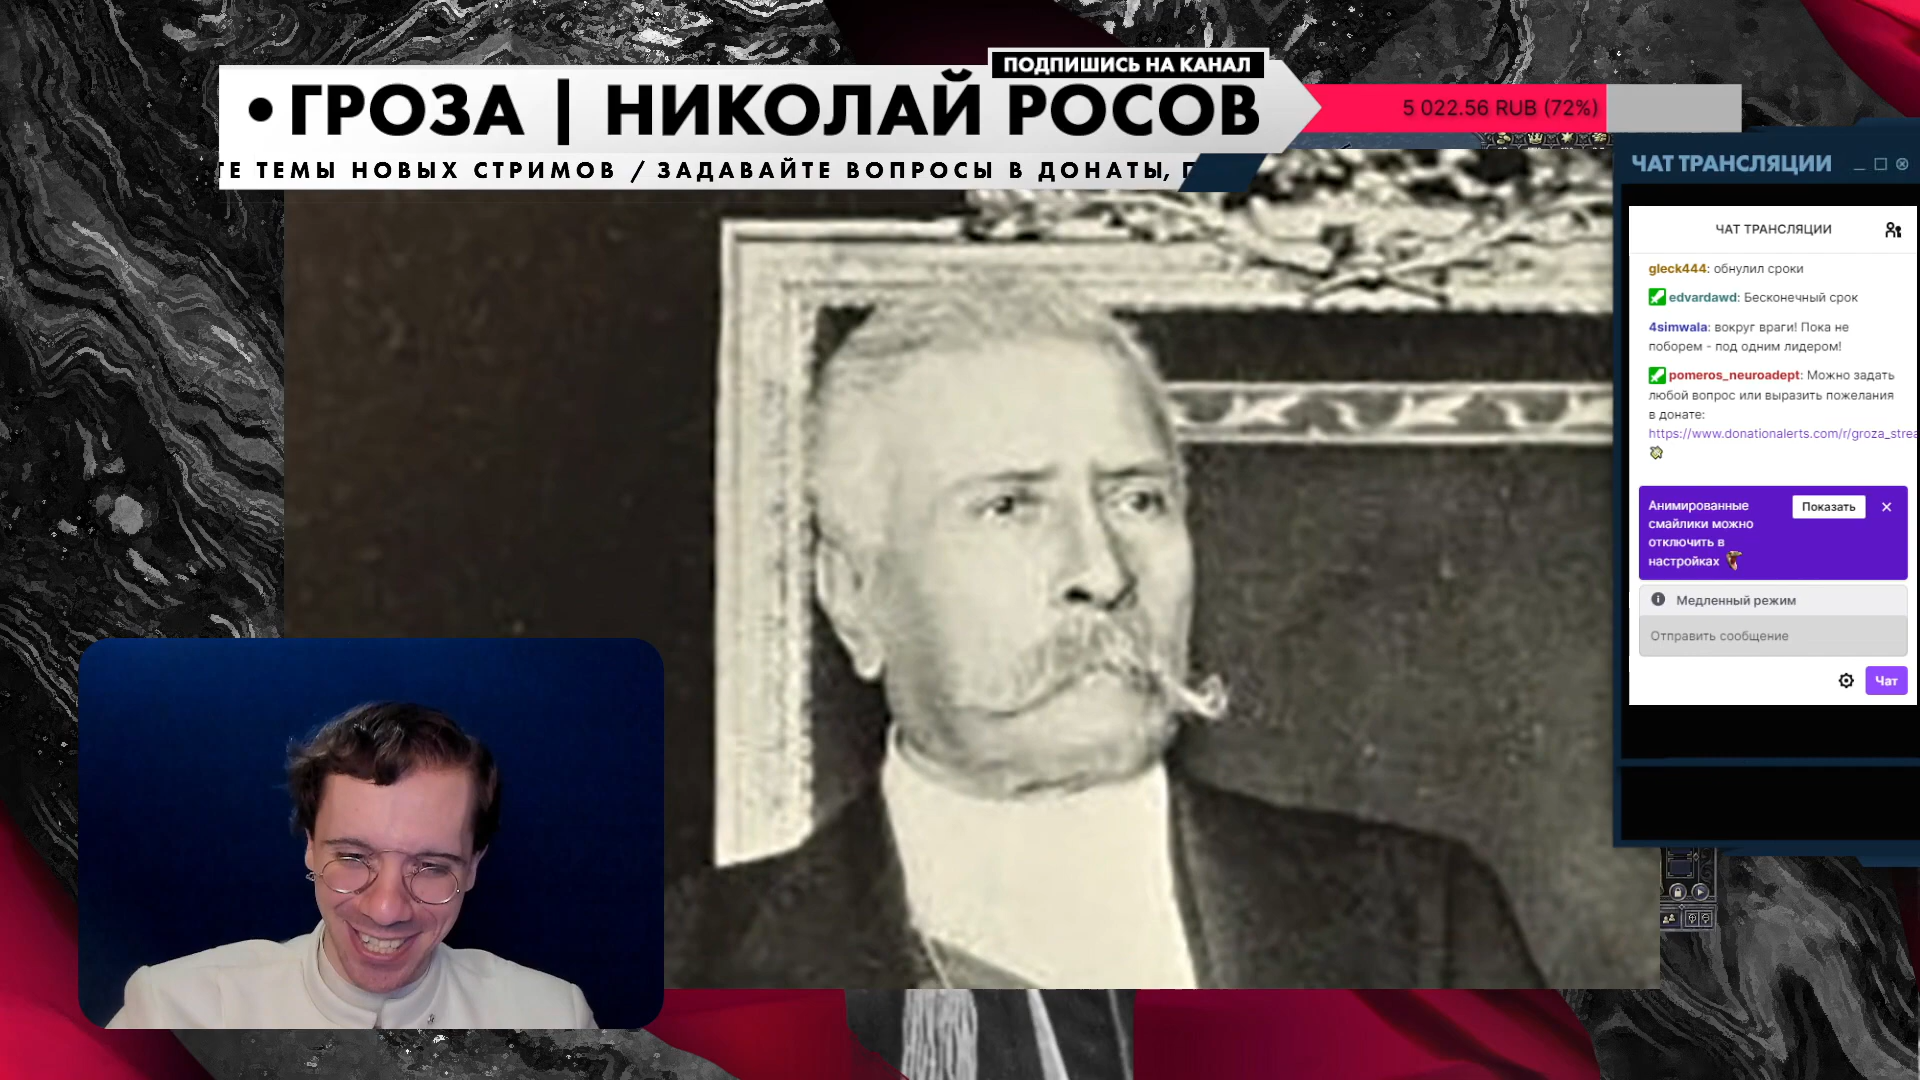 ПОДПИШИСЬ НА КАНАЛ
• ГРОЗА | НИКОЛАЙ РОСОВ
5 022.56 RUB (72%)
ТЕ ТЕМЫ НОВЫХ СТРИМОВ / ЗАДАВАЙТЕ ВОПРОСЫ В ДОНАТЫ,
ЧАТ ТРАНСЛЯЦИИ
ЧАТ ТРАНСЛЯЦИИ
gleck444: обнулил сроки
edvardawd: Бесконечный срок
4simwala: вокруг враги! Пока не
поборем - под одним лидером!
pomeros_neuroadept: Можно задать
любой вопрос или выразить пожелания
в донате:
https://www.donationalerts.com/r/groza_strea
Анимированные
смайлики можно
отключить в
настройках
Показать
Медленный режим
Отправить сообщение
Чат